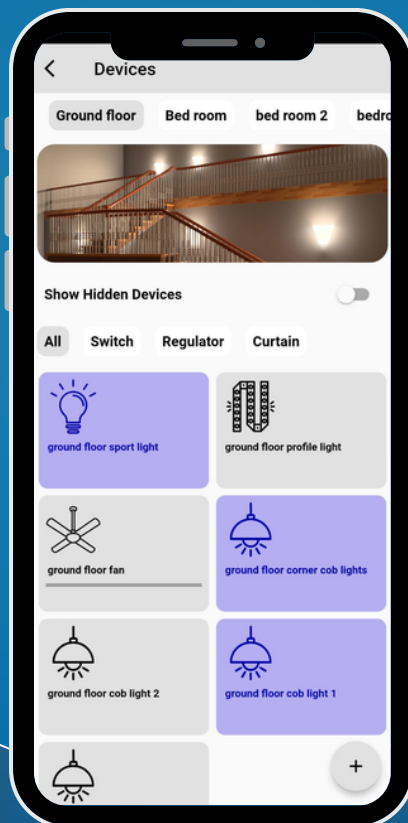 Devices
Ground floor Bed room bed room 2 bedro
Show Hidden Devices
All Switch Regulator Curtain
ground floor sport light ground floor profile light
ground floor fan ground floor corner cob lights
ground floor cob light 2 ground floor cob light 1
+